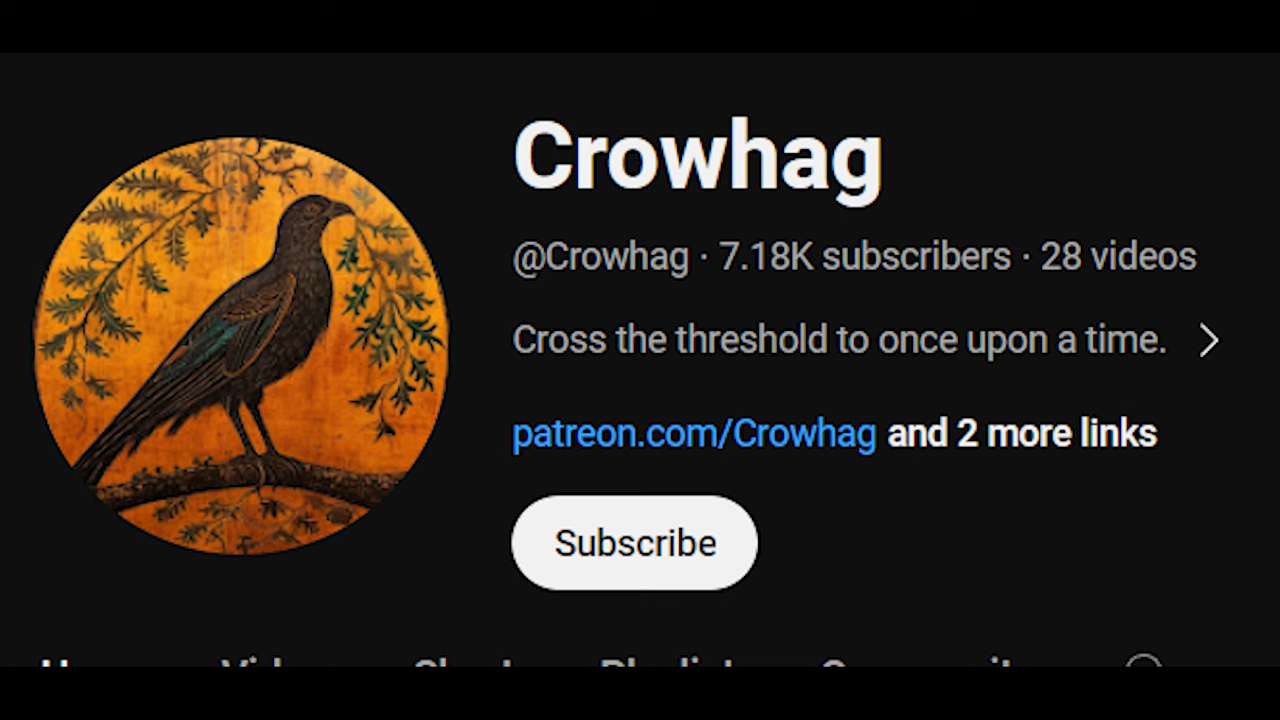 Crowhag
@Crowhag · 7.18K subscribers · 28 videos
Cross the threshold to once upon a time.
patreon.com/Crowhag and 2 more links
Subscribe